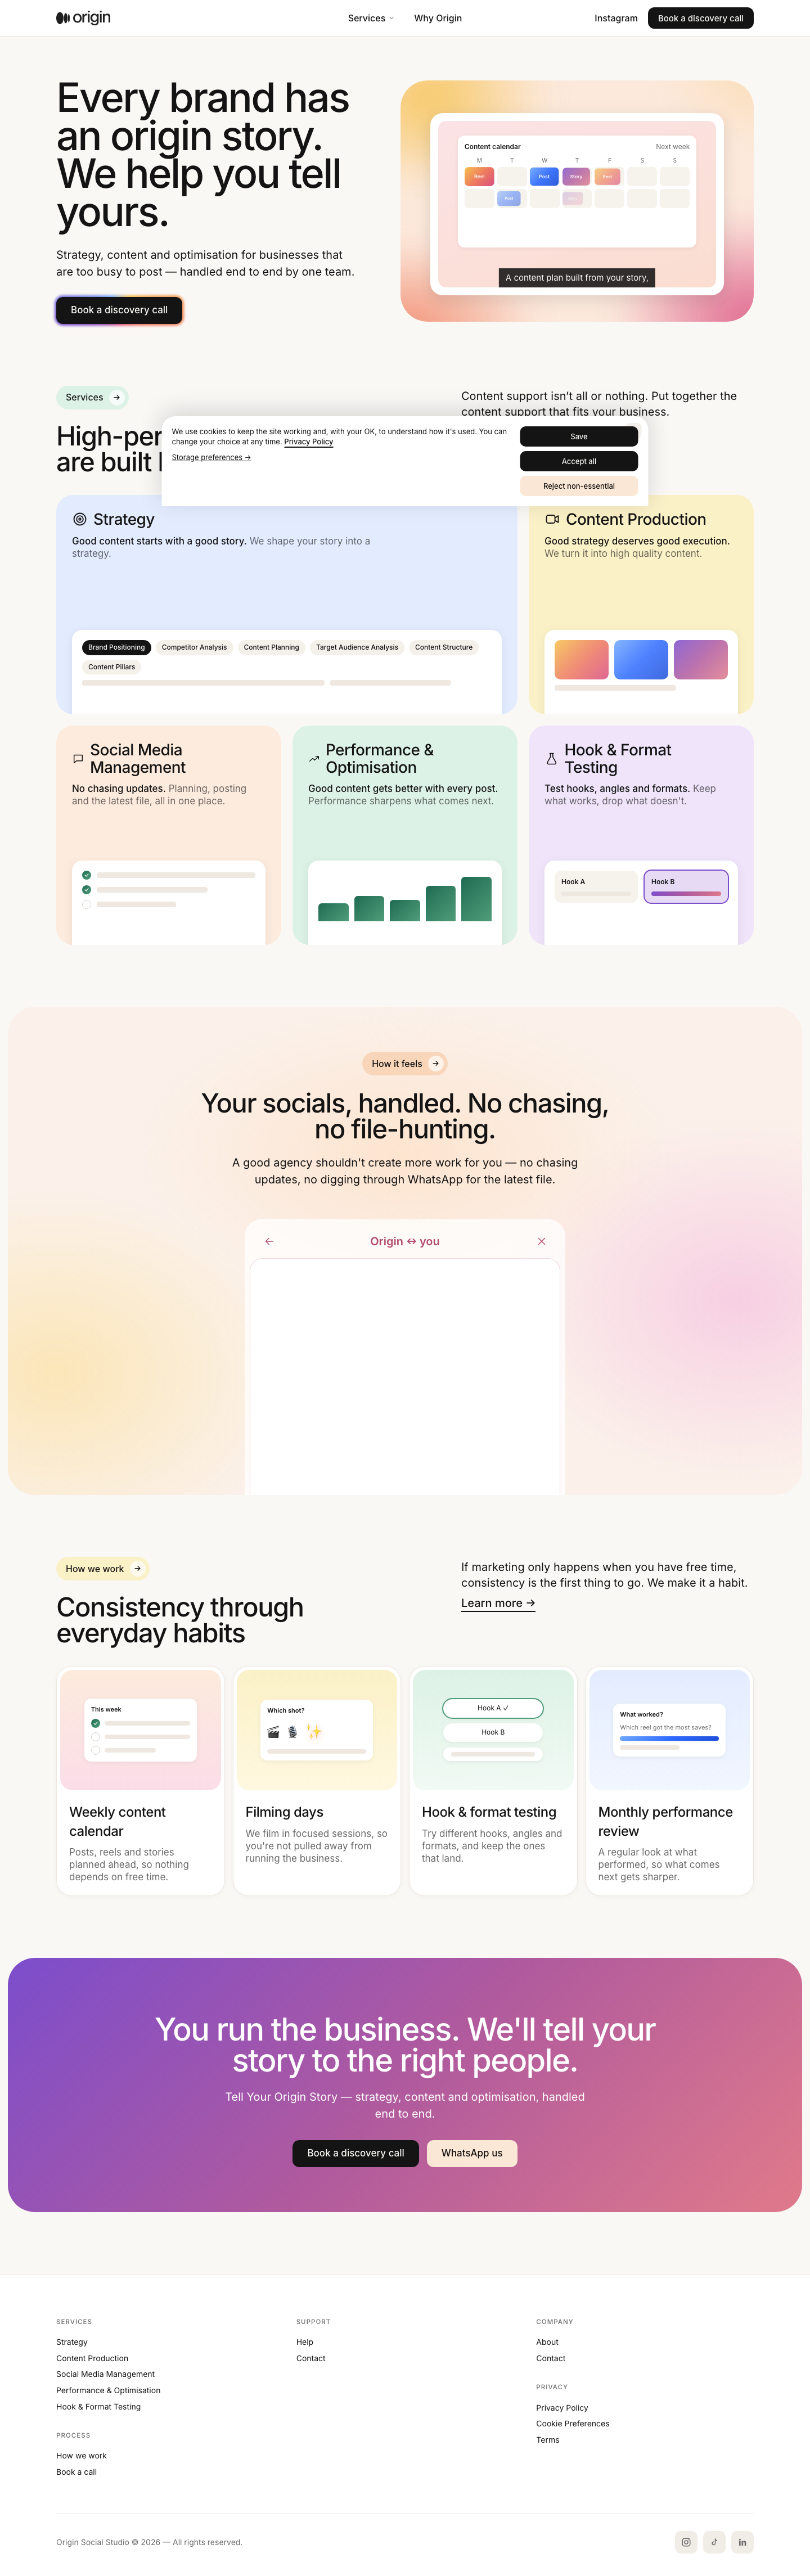 origin
Services
Why Origin
Instagram
Book a discovery call
Every brand has
an origin story.
We help you tell
yours.
Strategy, content and optimisation for businesses that
are too busy to post — handled end to end by one team.
Book a discovery call
Content calendar
Next week
M T W T F S S
Reel
Post
Story
Reel
Post
A content plan built from your story,
Services →
Content support isn't all or nothing. Put together the
content support that works for your business.
High-per
are built
We use cookies to keep the site working and, with your OK, to understand how it's used. You can
change your choice at any time. Privacy Policy
Storage preferences →
Save
Accept all
Reject non-essential
Strategy
Good content starts with a good story. We shape your story into a
strategy.
Brand Positioning
Competitor Analysis
Content Planning
Target Audience Analysis
Content Structure
Content Pillars
Content Production
Good strategy deserves good execution.
We turn it into high quality content.
Social Media
Management
No chasing updates. Planning, posting
and the latest file, all in one place.
Performance &
Optimisation
Good content gets better with every post.
Performance sharpens what comes next.
Hook & Format
Testing
Test hooks, angles and formats. Keep
what works, drop what doesn't.
Hook A
Hook B
How it feels →
Your socials, handled. No chasing,
no file-hunting.
A good agency shouldn't create more work for you — no chasing
updates, no digging through WhatsApp for the latest file.
Origin ↔ you
How we work →
Consistency through
everyday habits
If marketing only happens when you have free time,
consistency is the first thing to go. We make it a habit.
Learn more →
This week
Weekly content
calendar
Posts, reels and stories
planned ahead, so nothing
depends on free time.
Which shot?
Filming days
We film in focused sessions, so
you're not pulled away from
running the business.
Hook A ✓
Hook B
Hook & format testing
Try different hooks, angles and
formats, and keep the ones
that land.
What worked?
Which reel got the most saves?
Monthly performance
review
A regular look at what
performed, so what comes
next gets sharper.
You run the business. We'll tell your
story to the right people.
Tell Your Origin Story — strategy, content and optimisation, handled
end to end.
Book a discovery call
WhatsApp us
SERVICES
Strategy
Content Production
Social Media Management
Performance & Optimisation
Hook & Format Testing
PROCESS
How we work
Book a call
SUPPORT
Help
Contact
COMPANY
About
Contact
PRIVACY
Privacy Policy
Cookie Preferences
Terms
Origin Social Studio © 2026 — All rights reserved.
in